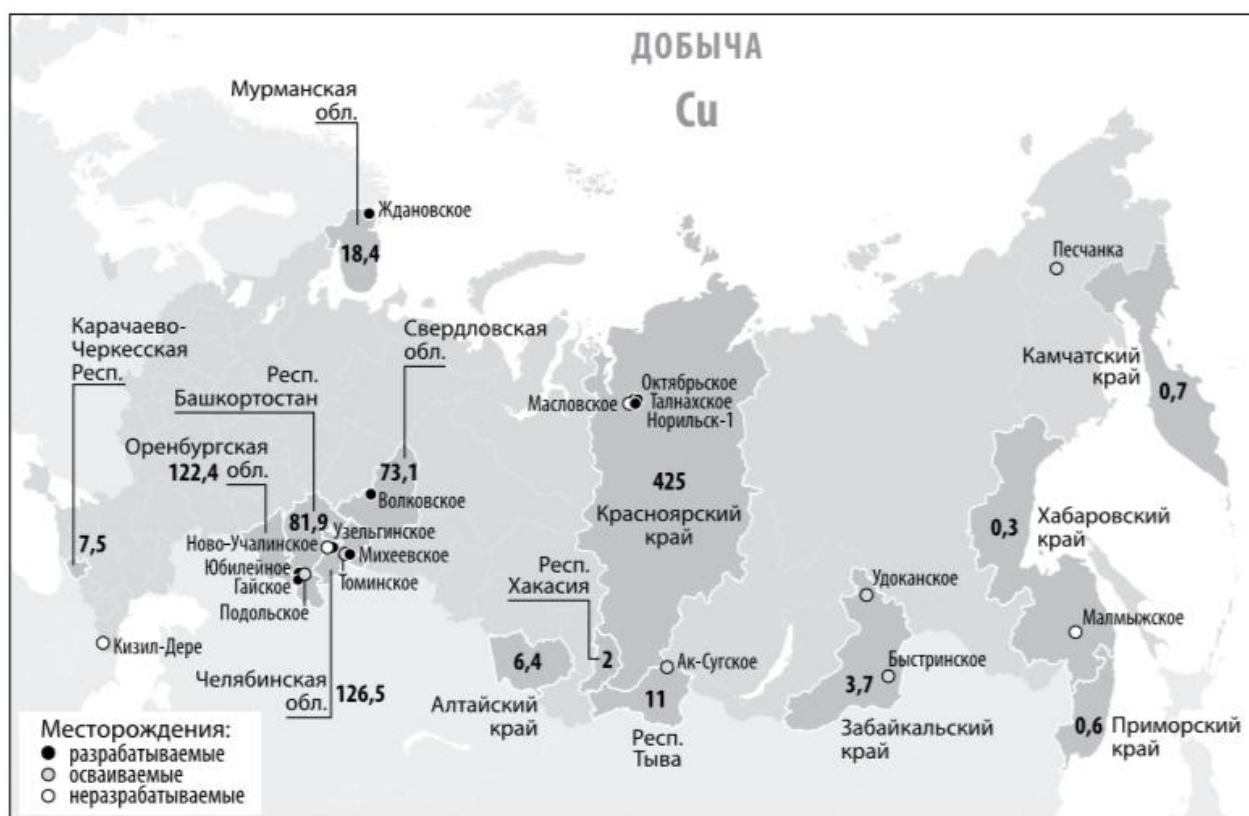 ДОБЫЧА
Cu
Мурманская
обл.
Ждановское
18,4
Песчанка
Карачаево-
Черкесская
Респ.
7,5
Респ.
Башкортостан
81,9
Свердловская
обл.
73,1
Волковское
Оренбургская
122,4 обл.
Масловское
Октябрьское
Талнахское
Норильск-1
425
Красноярский
край
Камчатский
край
0,7
Ново-Учалинское
Узельгинское
Михеевское
Юбилейное
Гайское
Томинское
Подольское
Кизил-Дере
Челябинская
обл.
126,5
Респ.
Хакасия
2
6,4
Алтайский
край
Ак-Сугское
11
Респ.
Тыва
Удоканское
Быстринское
3,7
Забайкальский
край
0,3
Хабаровский
край
Малмыжское
0,6
Приморский
край
Месторождения:
разрабатываемые
осваиваемые
неразрабатываемые